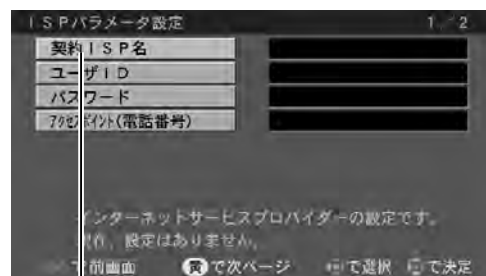 ISPパラメータ設定 1/2
契約ISP名
ユーザID
パスワード
アクセスポイント(電話番号)
インターネットサービスプロバイダーの設定です。
現在、設定はありません。
で前画面 黄 で次ページ で選択 で決定